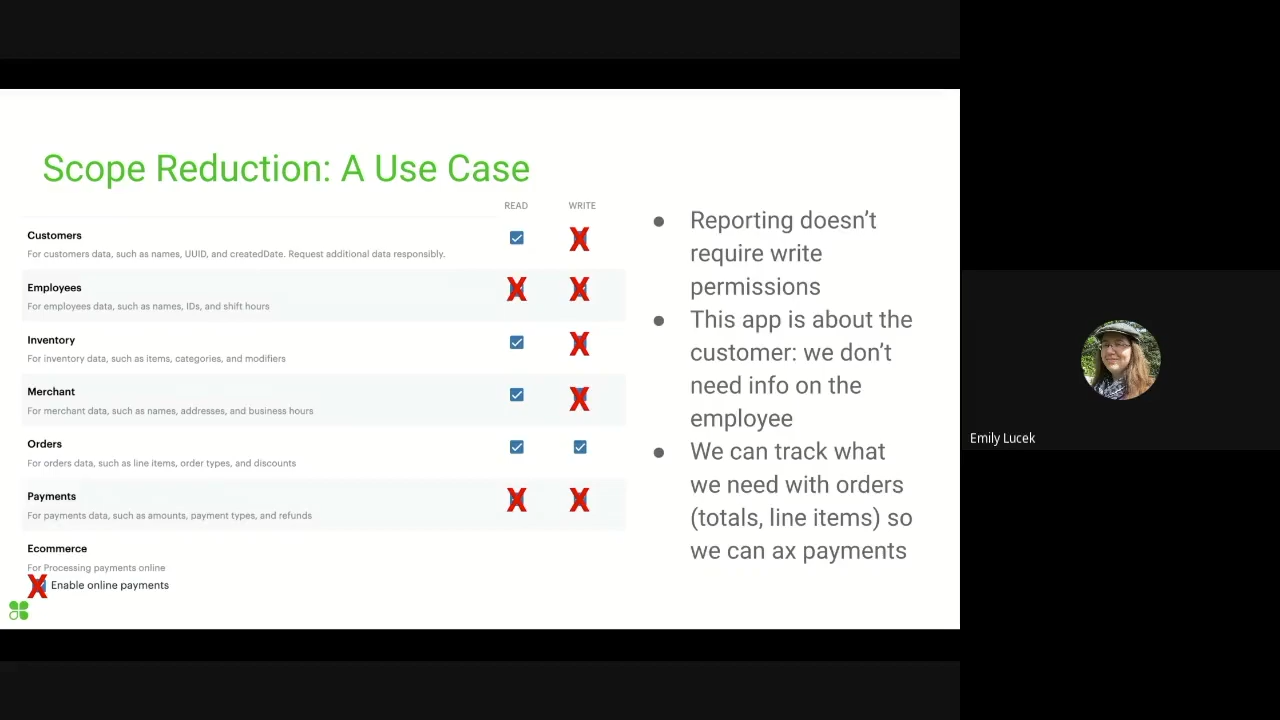 Scope Reduction: A Use Case
READ WRITE
Customers
For customers data, such as names, UUID, and createdDate. Request additional data responsibly.
Employees
For employees data, such as names, IDs, and shift hours
Inventory
For inventory data, such as items, categories, and modifiers
Merchant
For merchant data, such as names, addresses, and business hours
Orders
For orders data, such as line items, order types, and discounts
Payments
For payments data, such as amounts, payment types, and refunds
Ecommerce
For Processing payments online
Enable online payments
● Reporting doesn’t
require write
permissions
● This app is about the
customer: we don’t
need info on the
employee
● We can track what
we need with orders
(totals, line items) so
we can ax payments
Emily Lucek